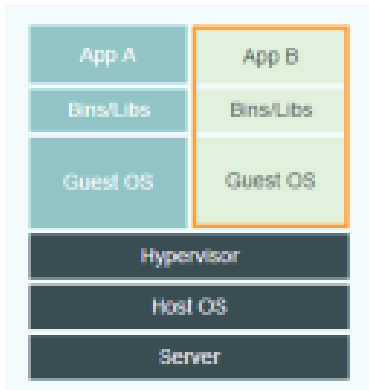 App A
App B
Bins/Libs
Bins/Libs
Guest OS
Guest OS
Hypervisor
Host OS
Server